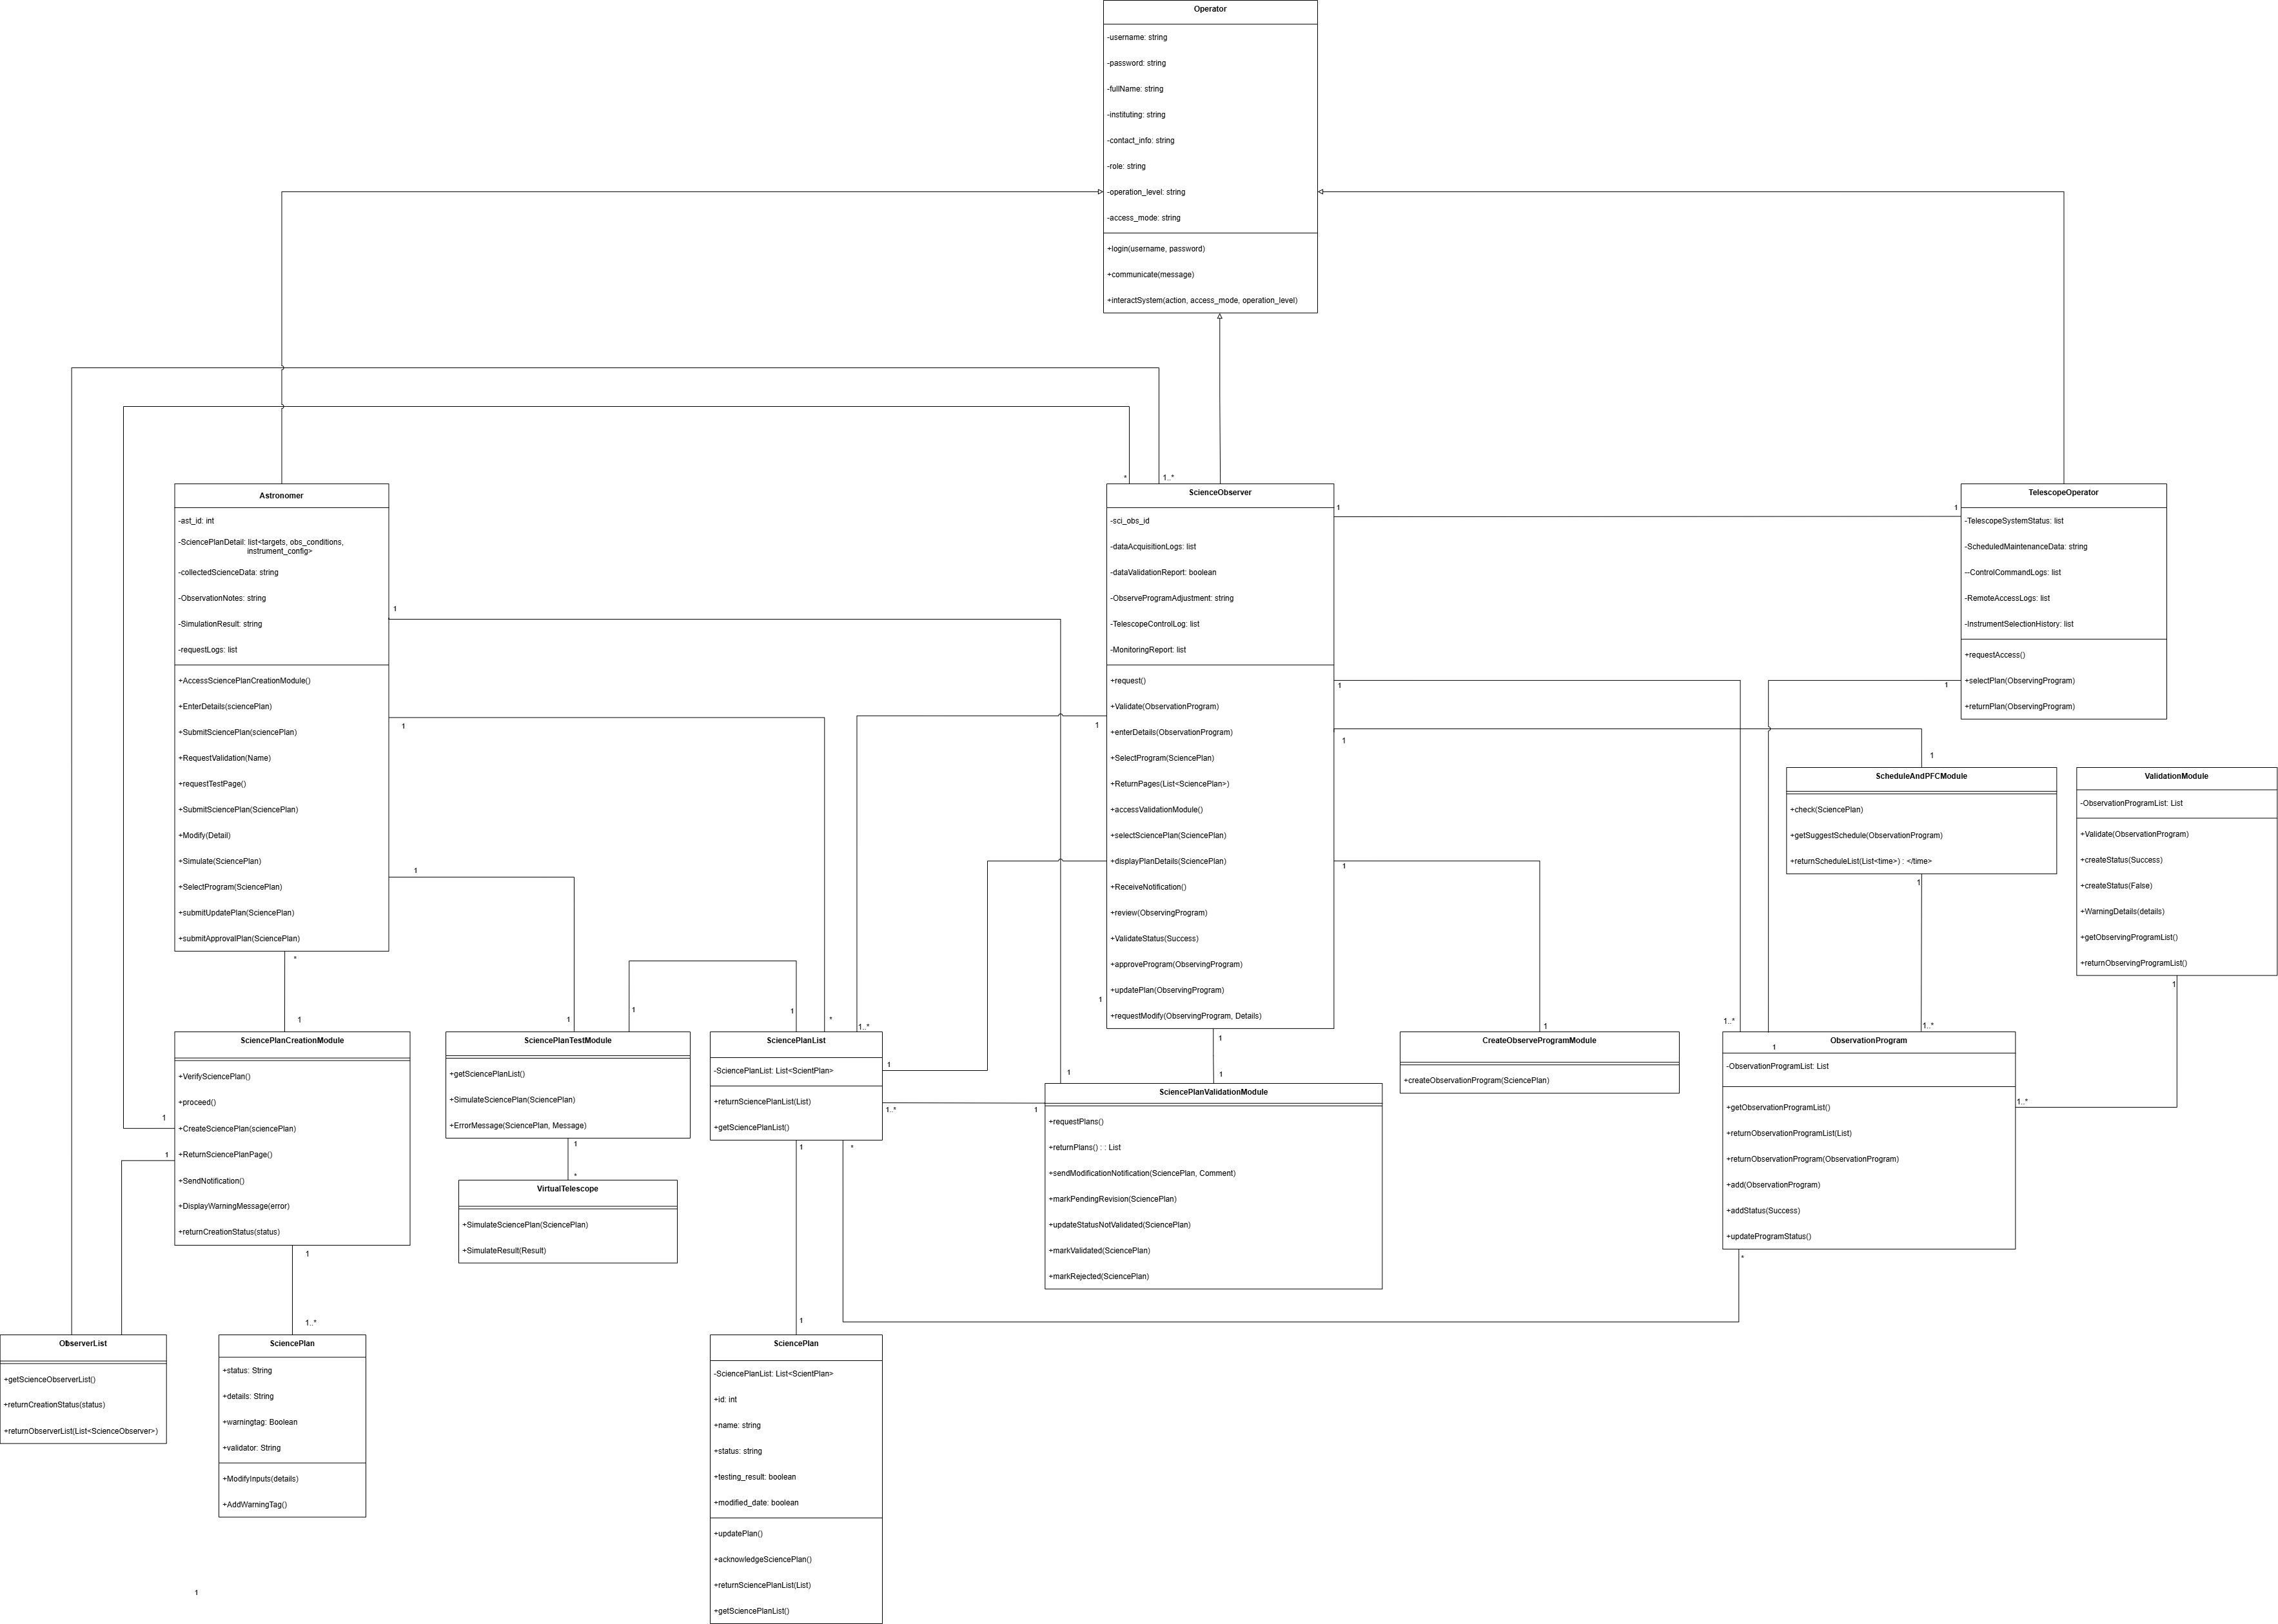 Operator
-username: string
-password: string
-fullName: string
-instituting: string
-contact_info: string
-role: string
-operation_level: string
-access_mode: string
+login(username, password)
+communicate(message)
+interactSystem(action, access_mode, operation_level)
*
1..*
Astronomer
-ast_id: int
-SciencePlanDetail: list<targets, obs_conditions,
instrument_config>
-collectedScienceData: string
-ObservationNotes: string
-SimulationResult: string
-requestLogs: list
+AccessSciencePlanCreationModule()
+EnterDetails(sciencePlan)
+SubmitSciencePlan(sciencePlan)
+RequestValidation(Name)
+requestTestPage()
+SubmitSciencePlan(SciencePlan)
+Modify(Detail)
+Simulate(SciencePlan)
+SelectProgram(SciencePlan)
+submitUpdatePlan(SciencePlan)
+submitApprovalPlan(SciencePlan)
1
1
1
*
1
ScienceObserver
-sci_obs_id
-dataAcquisitionLogs: list
-dataValidationReport: boolean
-ObserveProgramAdjustment: string
-TelescopeControlLog: list
-MonitoringReport: list
+request()
+Validate(ObservationProgram)
+enterDetails(ObservationProgram)
+SelectProgram(SciencePlan)
+ReturnPages(List<SciencePlan>)
+accessValidationModule()
+selectSciencePlan(SciencePlan)
+displayPlanDetails(SciencePlan)
+ReceiveNotification()
+review(ObservingProgram)
+ValidateStatus(Success)
+approveProgram(ObservingProgram)
+updatePlan(ObservingProgram)
+requestModify(ObservingProgram, Details)
1
1
1
1
1
1
1
1
TelescopeOperator
-TelescopeSystemStatus: list
-ScheduledMaintenanceData: string
--ControlCommandLogs: list
-RemoteAccessLogs: list
-InstrumentSelectionHistory: list
+requestAccess()
+selectPlan(ObservingProgram)
+returnPlan(ObservingProgram)
1
1
ScheduleAndPFCModule
+check(SciencePlan)
+getSuggestSchedule(ObservationProgram)
+returnScheduleList(List<time>) : </time>
1
ValidationModule
-ObservationProgramList: List
+Validate(ObservationProgram)
+createStatus(Success)
+createStatus(False)
+WarningDetails(details)
+getObservingProgramList()
+returnObservingProgramList()
1
SciencePlanCreationModule
+VerifySciencePlan()
+proceed()
+CreateSciencePlan(sciencePlan)
+ReturnSciencePlanPage()
+SendNotification()
+DisplayWarningMessage(error)
+returnCreationStatus(status)
1
1
1
1
1
SciencePlanTestModule
+getSciencePlanList()
+SimulateSciencePlan(SciencePlan)
+ErrorMessage(SciencePlan, Message)
1
*
VirtualTelescope
+SimulateSciencePlan(SciencePlan)
+SimulateResult(Result)
1
*
1..*
SciencePlanList
-SciencePlanList: List<ScientPlan>
+returnSciencePlanList(List)
+getSciencePlanList()
1
1..*
1
*
1
1
1
SciencePlanValidationModule
+requestPlans()
+returnPlans() : : List
+sendModificationNotification(SciencePlan, Comment)
+markPendingRevision(SciencePlan)
+updateStatusNotValidated(SciencePlan)
+markValidated(SciencePlan)
+markRejected(SciencePlan)
1
CreateObserveProgramModule
+createObservationProgram(SciencePlan)
1..*
1..*
ObservationProgram
1
-ObservationProgramList: List
+getObservationProgramList()
+returnObservationProgramList(List)
+returnObservationProgram(ObservationProgram)
+add(ObservationProgram)
+addStatus(Success)
+updateProgramStatus()
1..*
*
ObserverList
1
+getScienceObserverList()
+returnCreationStatus(status)
+returnObserverList(List<ScienceObserver>)
1..*
SciencePlan
+status: String
+details: String
+warningtag: Boolean
+validator: String
+ModifyInputs(details)
+AddWarningTag()
1
SciencePlan
-SciencePlanList: List<ScientPlan>
+id: int
+name: string
+status: string
+testing_result: boolean
+modified_date: boolean
+updatePlan()
+acknowledgeSciencePlan()
+returnSciencePlanList(List)
+getSciencePlanList()
1